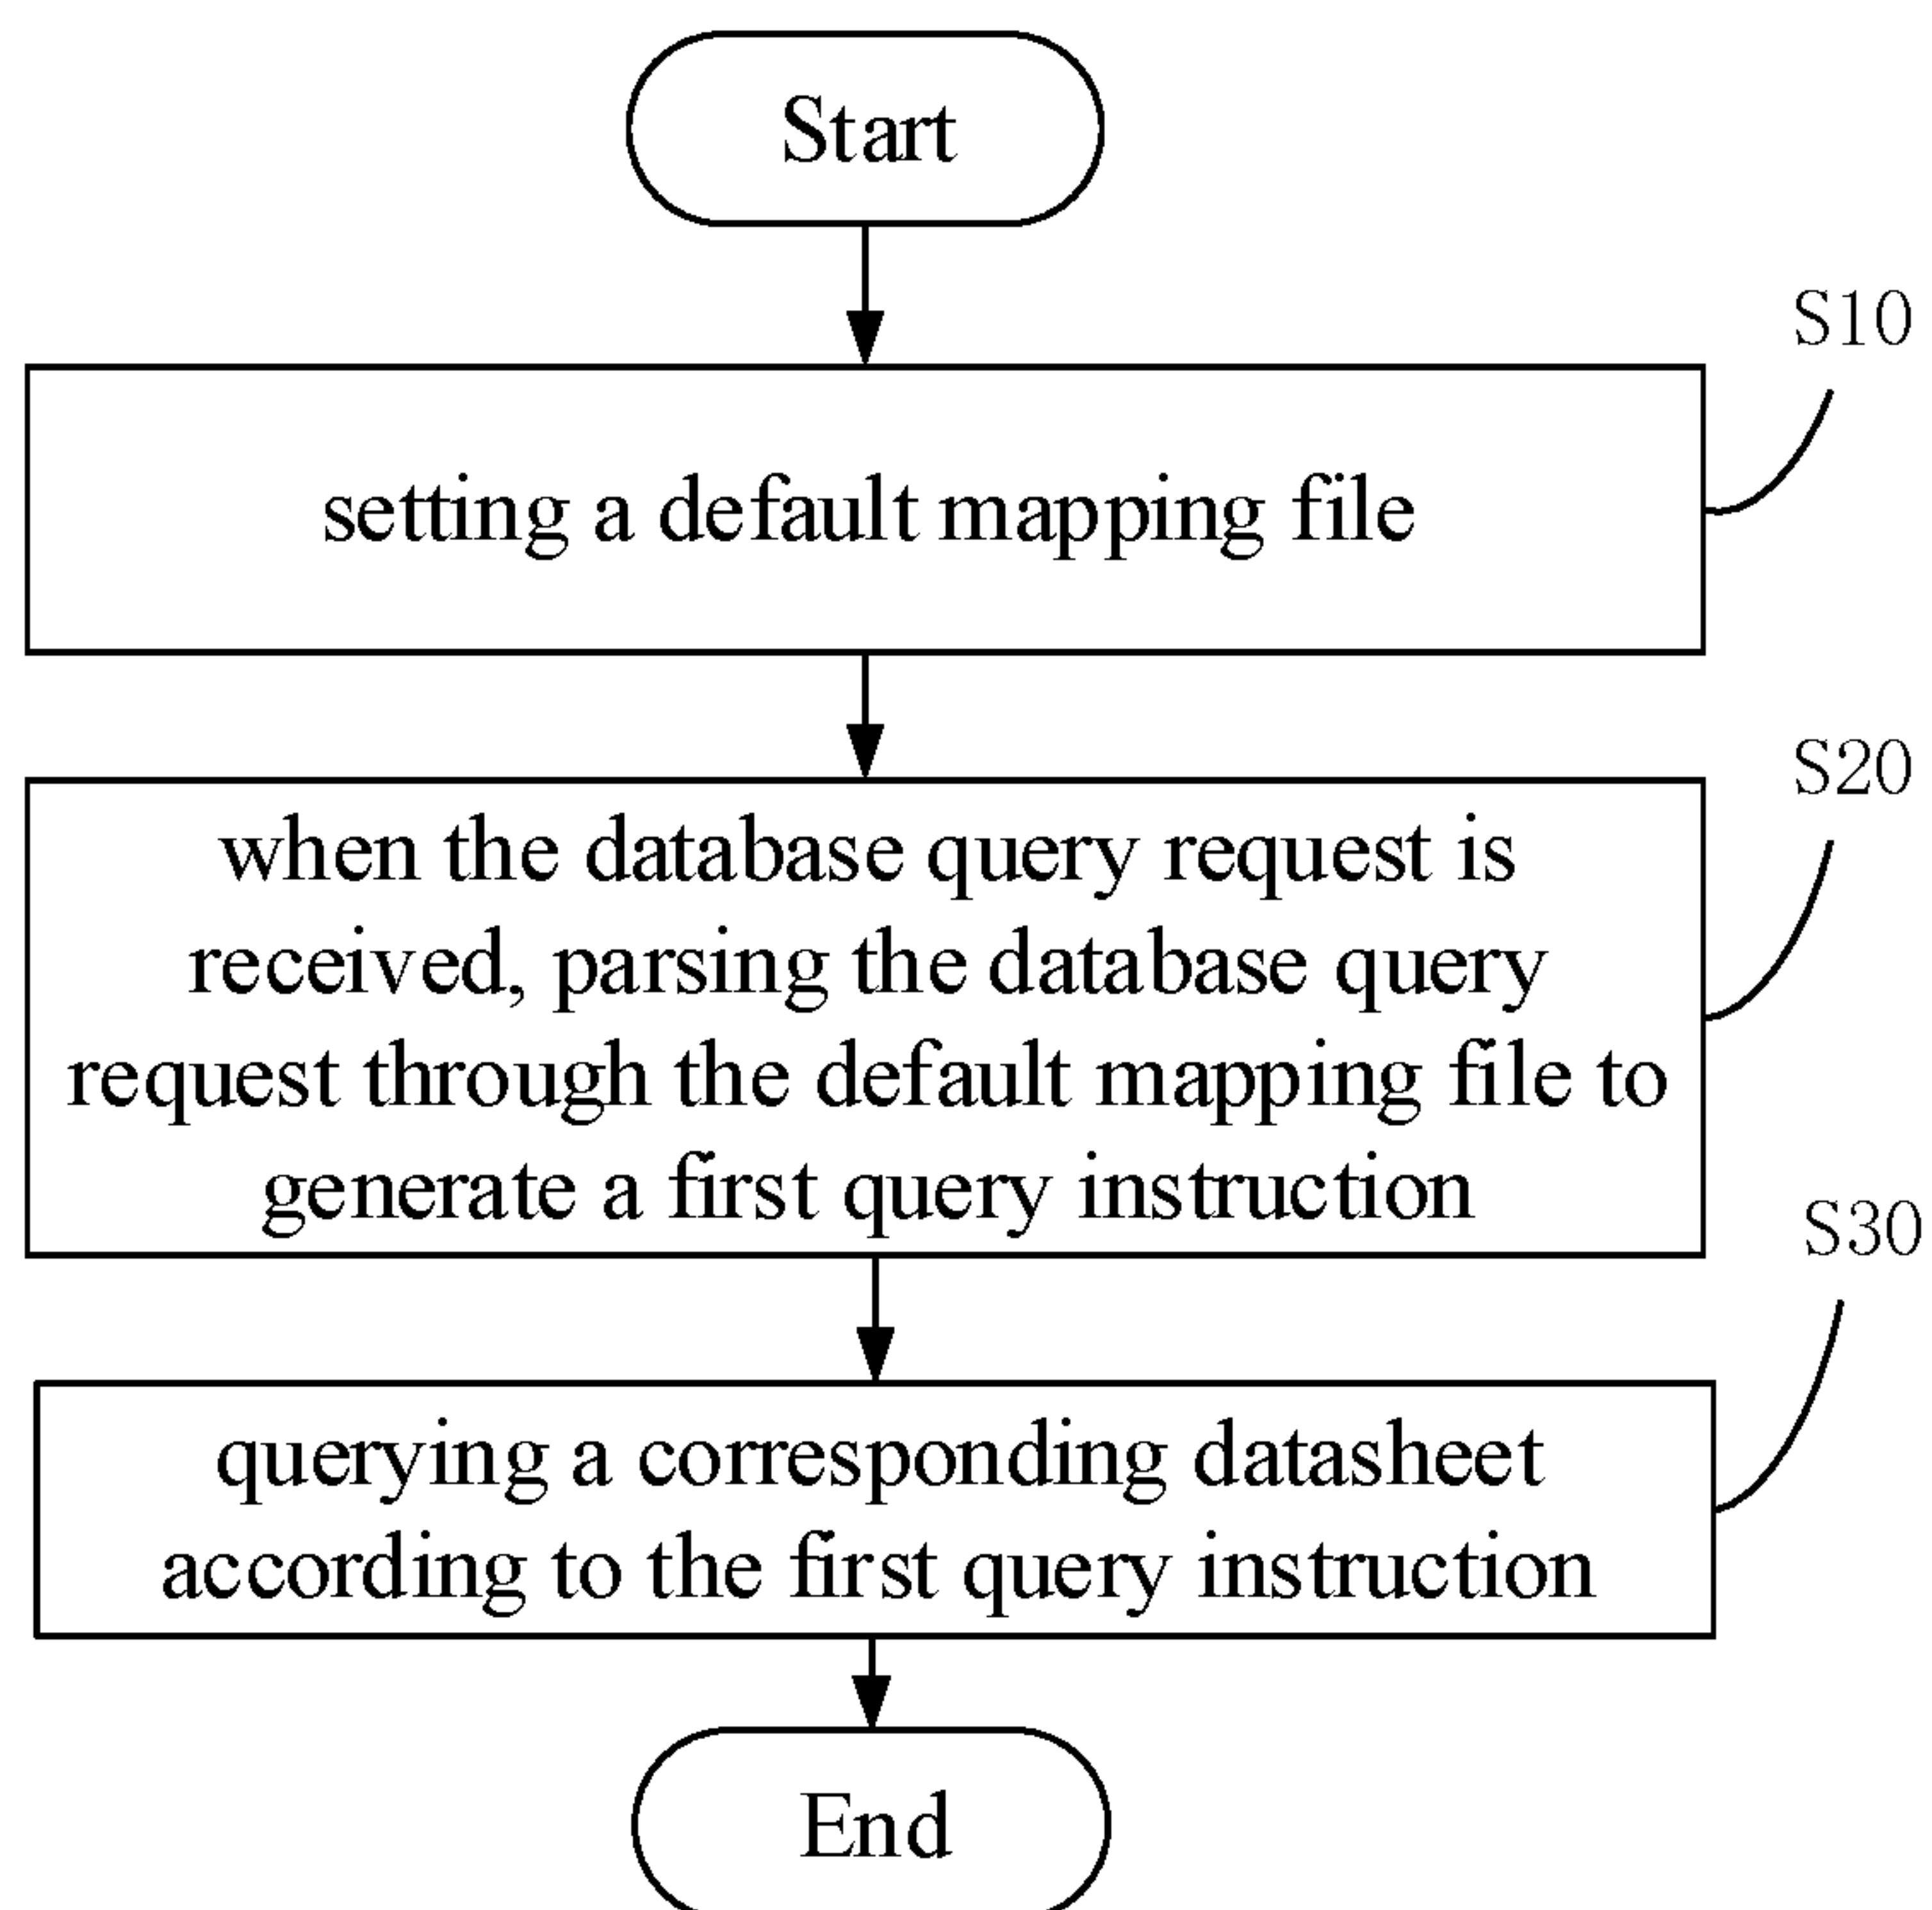 Start
S10
setting a default mapping file
S20
when the database query request is
received, parsing the database query
request through the default mapping file to
generate a first query instruction
S30
querying a corresponding datasheet
according to the first query instruction
End